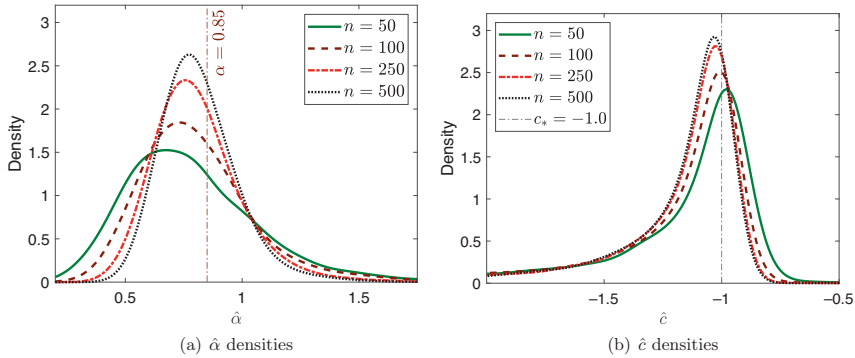 3
2.5
2
1.5
1
0.5
0
Density
0.5
1
1.5
α̂
α = 0.85
n = 50
n = 100
n = 250
n = 500
(a) α̂ densities
3.5
3
2.5
2
1.5
1
0.5
0
Density
−1.5
−1
−0.5
ĉ
n = 50
n = 100
n = 250
n = 500
c* = −1.0
(b) ĉ densities